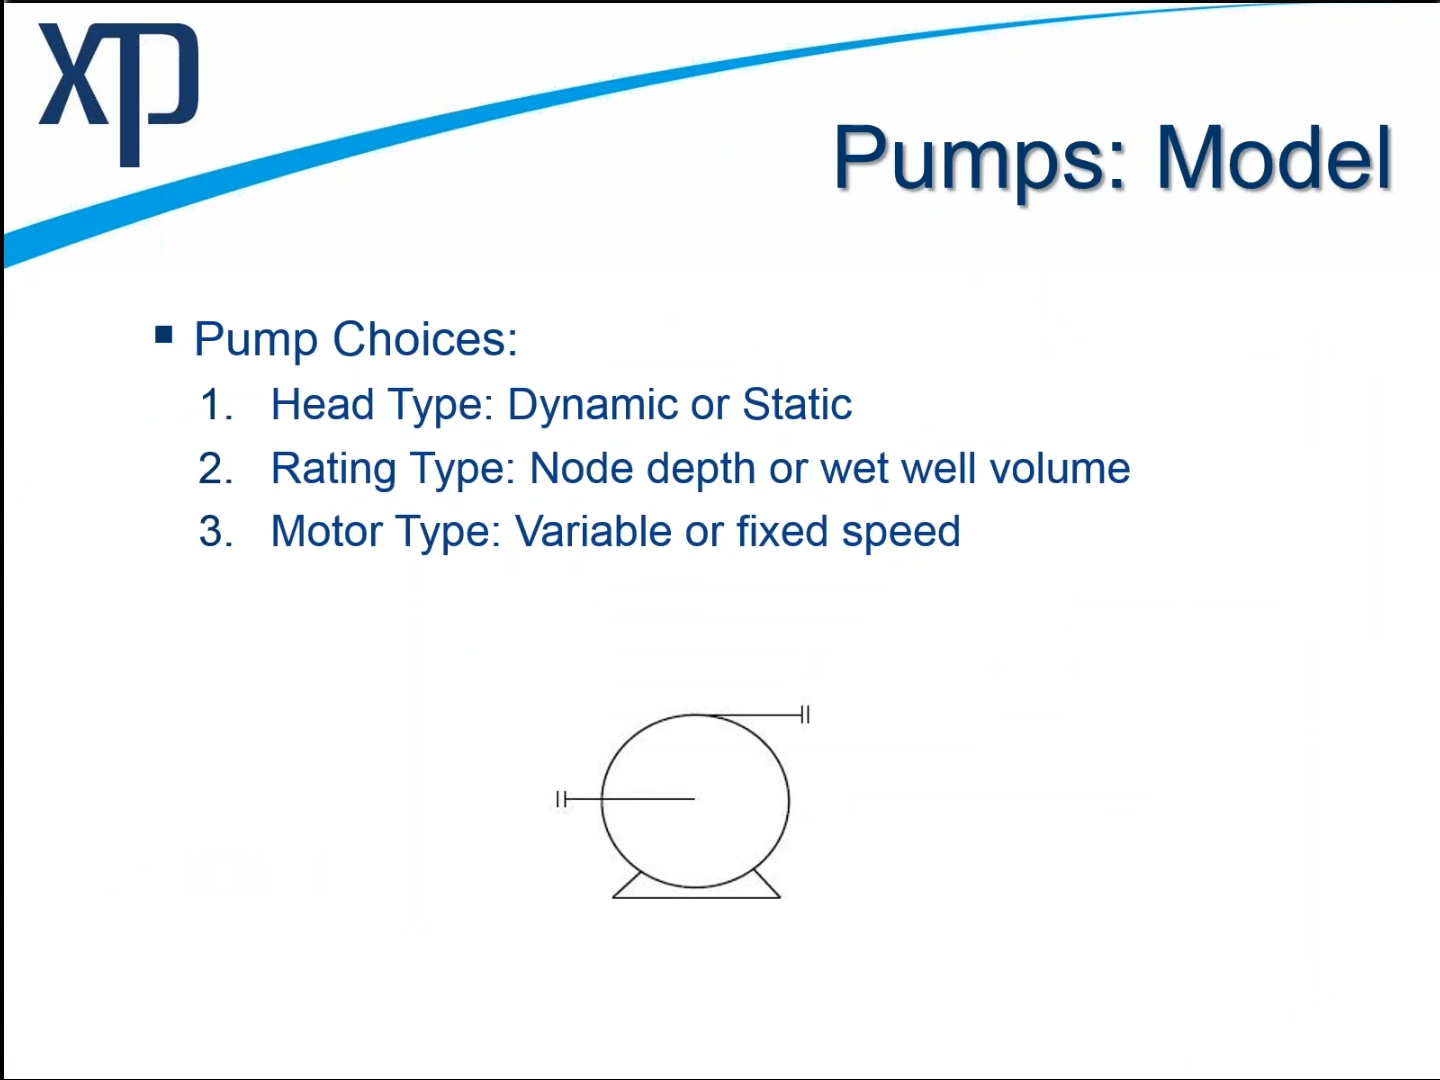 xp
Pumps: Model
Pump Choices:
1. Head Type: Dynamic or Static
2. Rating Type: Node depth or wet well volume
3. Motor Type: Variable or fixed speed